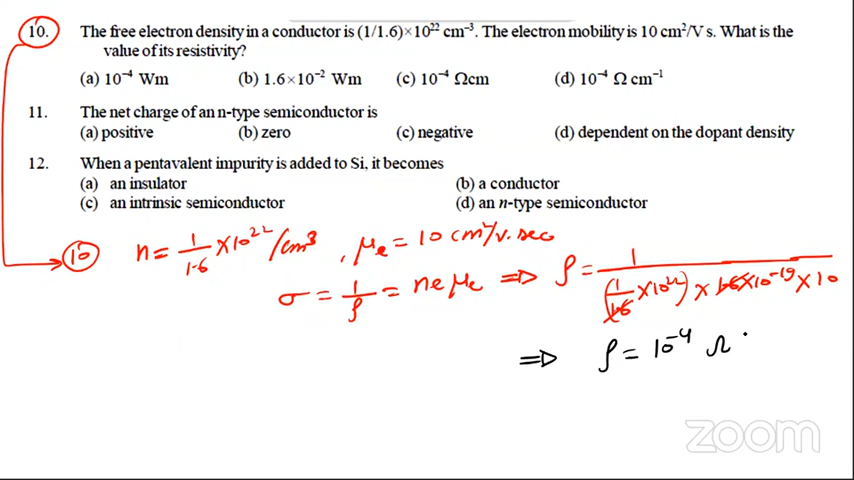 10. The free electron density in a conductor is (1/1.6)×10²² cm⁻³. The electron mobility is 10 cm²/V s. What is the
value of its resistivity?
(a) 10⁻⁴ Wm (b) 1.6×10⁻² Wm (c) 10⁻⁴ Ωcm (d) 10⁻⁴ Ω cm⁻¹
11. The net charge of an n-type semiconductor is
(a) positive (b) zero (c) negative (d) dependent on the dopant density
12. When a pentavalent impurity is added to Si, it becomes
(a) an insulator (b) a conductor
(c) an intrinsic semiconductor (d) an n-type semiconductor
10 n = 1/1.6 ×10²² /cm³ , μe = 10 cm²/v.sec
σ = 1/ρ = neμe ⇒ ρ = 1/((1/1.6 ×10²²) × 1.6×10⁻¹⁹ ×10
⇒ ρ = 10⁻⁴ Ω
zoom